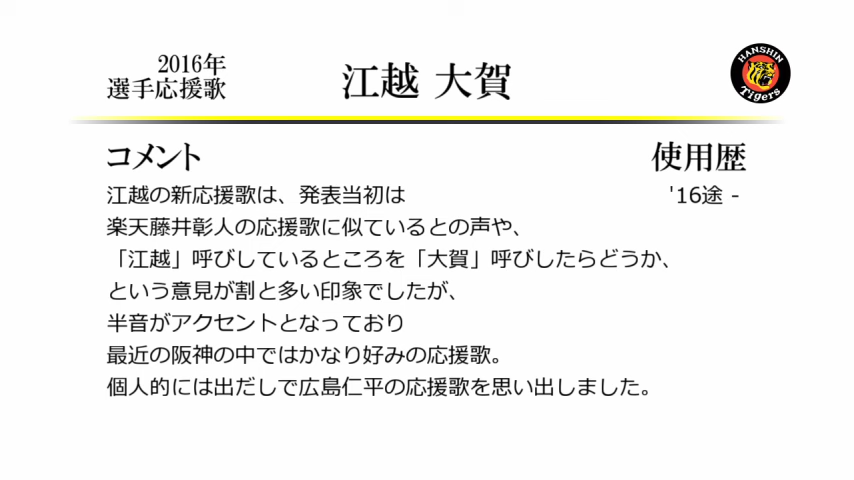 2016年
選手応援歌
江越 大賀
HANSHIN
Tigers
コメント
使用歴
江越の新応援歌は、発表当初は
'16途 -
楽天藤井彰人の応援歌に似ているとの声や、
「江越」呼びしているところを「大賀」呼びしたらどうか、
という意見が割と多い印象でしたが、
半音がアクセントとなっており
最近の阪神の中ではかなり好みの応援歌。
個人的には出だしで広島仁平の応援歌を思い出しました。